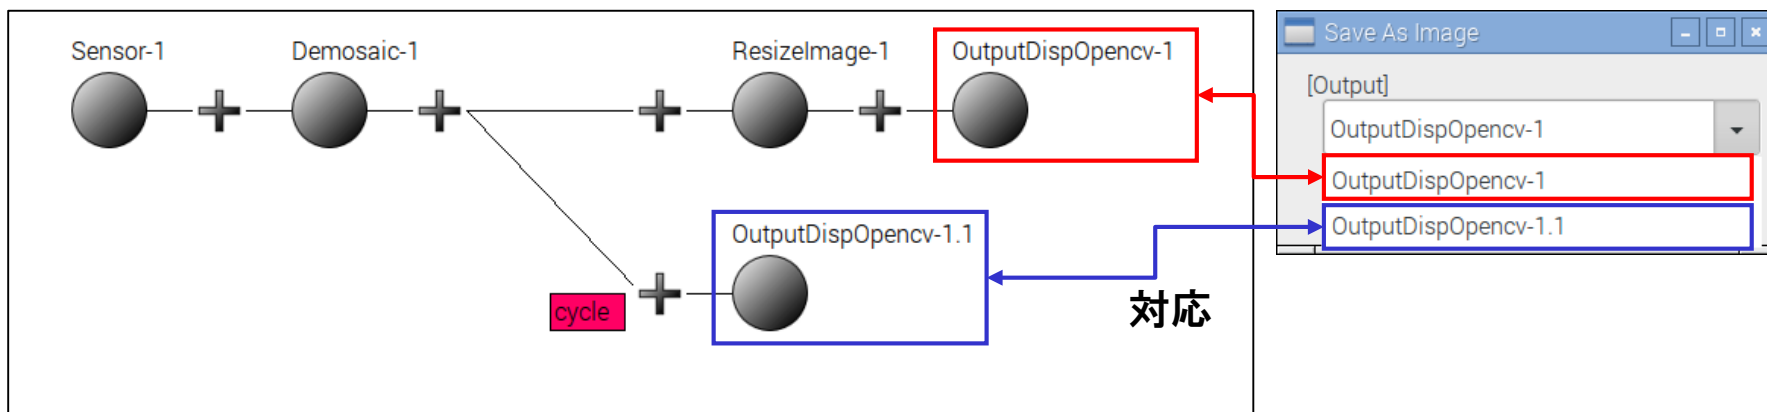 Sensor-1
Demosaic-1
ResizeImage-1
OutputDispOpencv-1
OutputDispOpencv-1.1
cycle
対応
Save As Image
[Output]
OutputDispOpencv-1
OutputDispOpencv-1
OutputDispOpencv-1.1